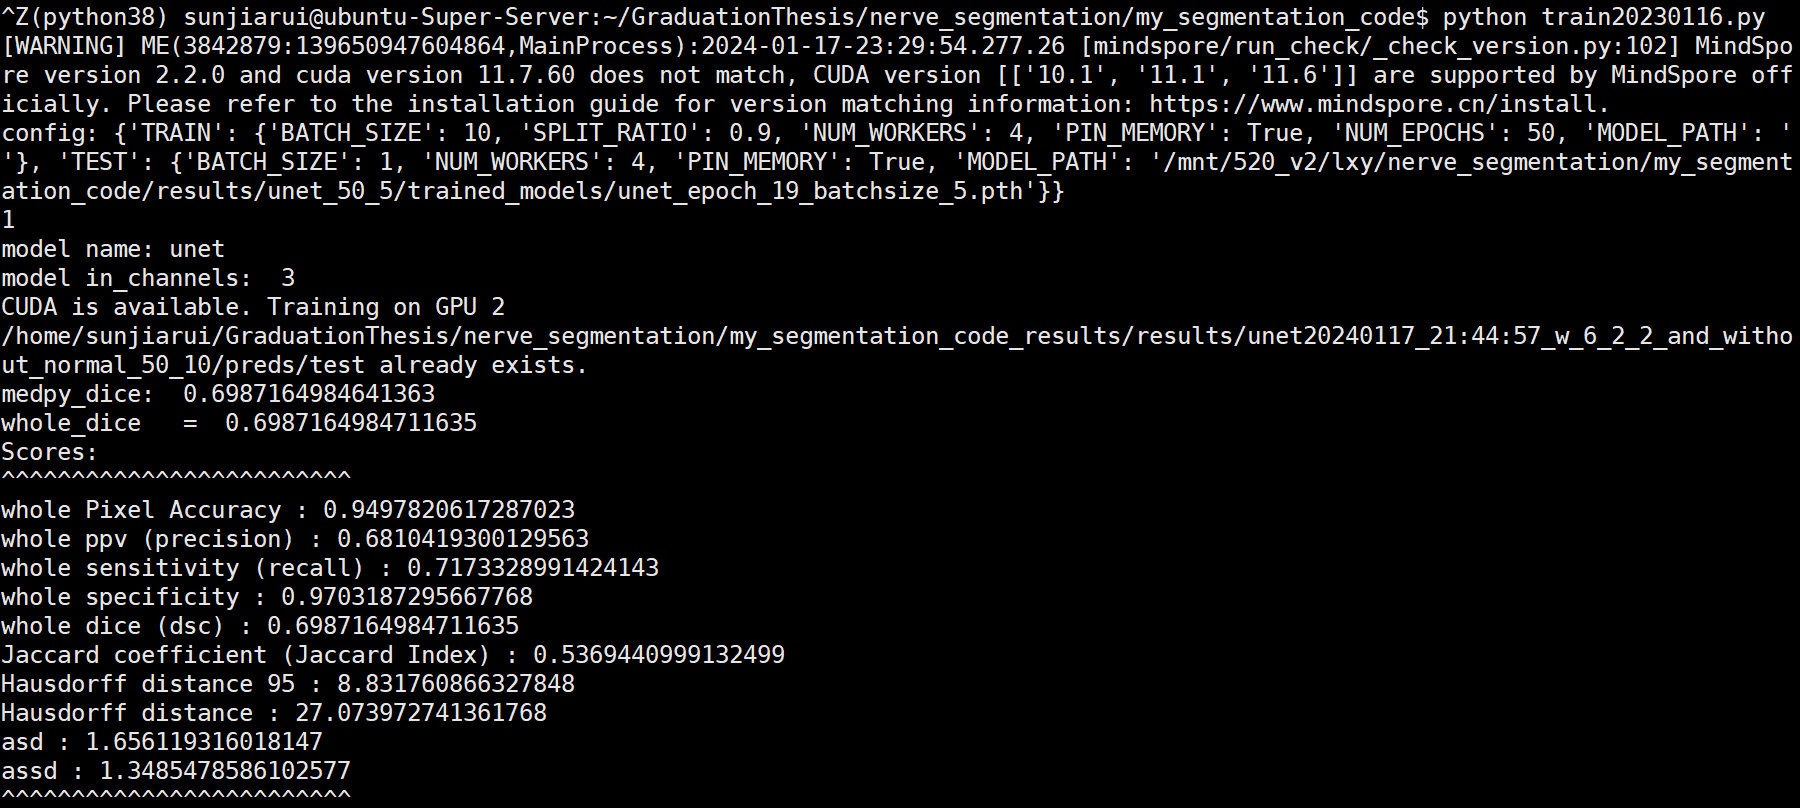 ^Z(python38) sunjiarui@ubuntu-Super-Server:~/GraduationThesis/nerve_segmentation/my_segmentation_code$ python train20230116.py
[WARNING] ME(3842879:139650947604864,MainProcess):2024-01-17-23:29:54.277.26 [mindspore/run_check/_check_version.py:102] MindSpo
re version 2.2.0 and cuda version 11.7.60 does not match, CUDA version [['10.1', '11.1', '11.6']] are supported by MindSpore off
icially. Please refer to the installation guide for version matching information: https://www.mindspore.cn/install.
config: {'TRAIN': {'BATCH_SIZE': 10, 'SPLIT_RATIO': 0.9, 'NUM_WORKERS': 4, 'PIN_MEMORY': True, 'NUM_EPOCHS': 50, 'MODEL_PATH': '
'}, 'TEST': {'BATCH_SIZE': 1, 'NUM_WORKERS': 4, 'PIN_MEMORY': True, 'MODEL_PATH': '/mnt/520_v2/lxy/nerve_segmentation/my_segment
ation_code/results/unet_50_5/trained_models/unet_epoch_19_batchsize_5.pth'}}
1
model name: unet
model in_channels:  3
CUDA is available. Training on GPU 2
/home/sunjiarui/GraduationThesis/nerve_segmentation/my_segmentation_code_results/results/unet20240117_21:44:57_w_6_2_2_and_witho
ut_normal_50_10/preds/test already exists.
medpy_dice:  0.6987164984641363
whole_dice   =  0.6987164984711635
Scores:
^^^^^^^^^^^^^^^^^^^^^^^^^
whole Pixel Accuracy : 0.9497820617287023
whole ppv (precision) : 0.6810419300129563
whole sensitivity (recall) : 0.7173328991424143
whole specificity : 0.9703187295667768
whole dice (dsc) : 0.6987164984711635
Jaccard coefficient (Jaccard Index) : 0.5369440999132499
Hausdorff distance 95 : 8.831760866327848
Hausdorff distance : 27.073972741361768
asd : 1.656119316018147
assd : 1.3485478586102577
^^^^^^^^^^^^^^^^^^^^^^^^^